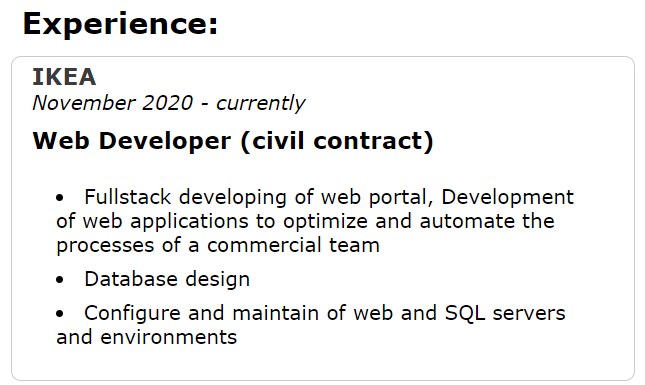 Experience:
IKEA
November 2020 - currently
Web Developer (civil contract)
• Fullstack developing of web portal, Development
of web applications to optimize and automate the
processes of a commercial team
• Database design
• Configure and maintain of web and SQL servers
and environments